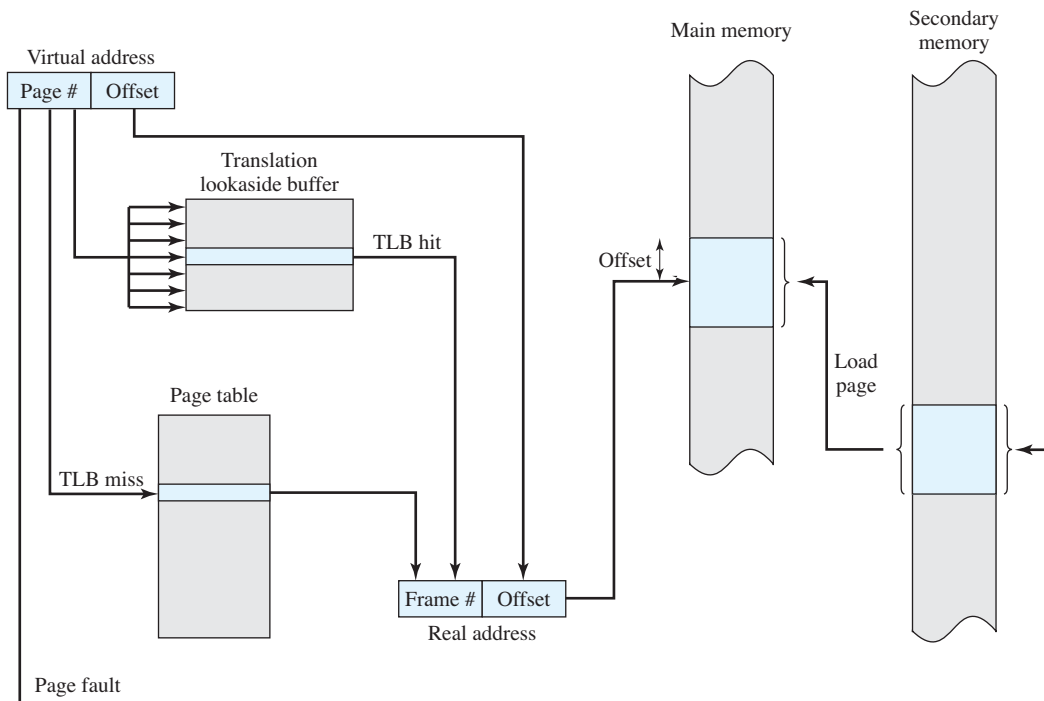 Virtual address
Page #
Offset
Translation
lookaside buffer
TLB hit
Page table
TLB miss
Frame #
Offset
Real address
Page fault
Main memory
Offset
Load
page
Secondary
memory